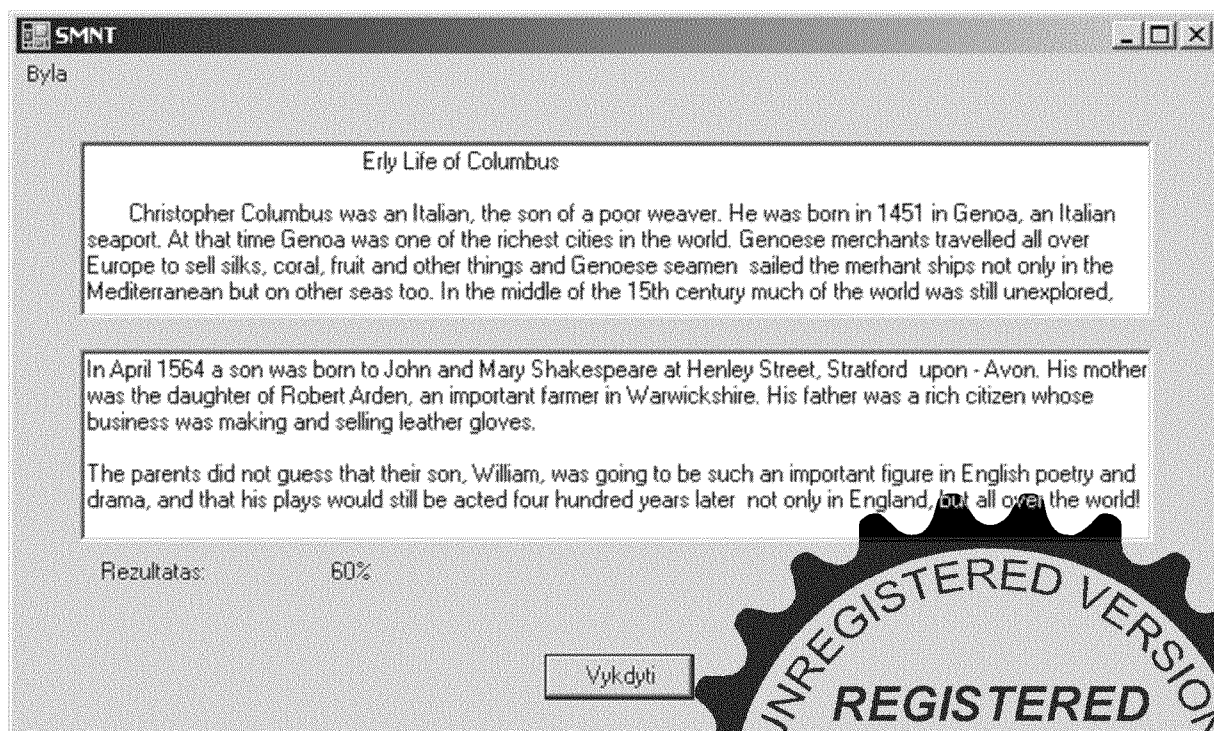 SMNT
Byla
Erly Life of Columbus
Christopher Columbus was an Italian, the son of a poor weaver. He was born in 1451 in Genoa, an Italian
seaport. At that time Genoa was one of the richest cities in the world. Genoese merchants travelled all over
Europe to sell silks, coral, fruit and other things and Genoese seamen sailed the merhant ships not only in the
Mediterranean but on other seas too. In the middle of the 15th century much of the world was still unexplored,
In April 1564 a son was born to John and Mary Shakespeare at Henley Street, Stratford upon - Avon. His mother
was the daughter of Robert Arden, an important farmer in Warwickshire. His father was a rich citizen whose
business was making and selling leather gloves.
The parents did not guess that their son, William, was going to be such an important figure in English poetry and
drama, and that his plays would still be acted four hundred years later not only in England, but all over the world!
Rezultatas: 60%
Vykdyti
UNREGISTERED VERSION
REGISTERED